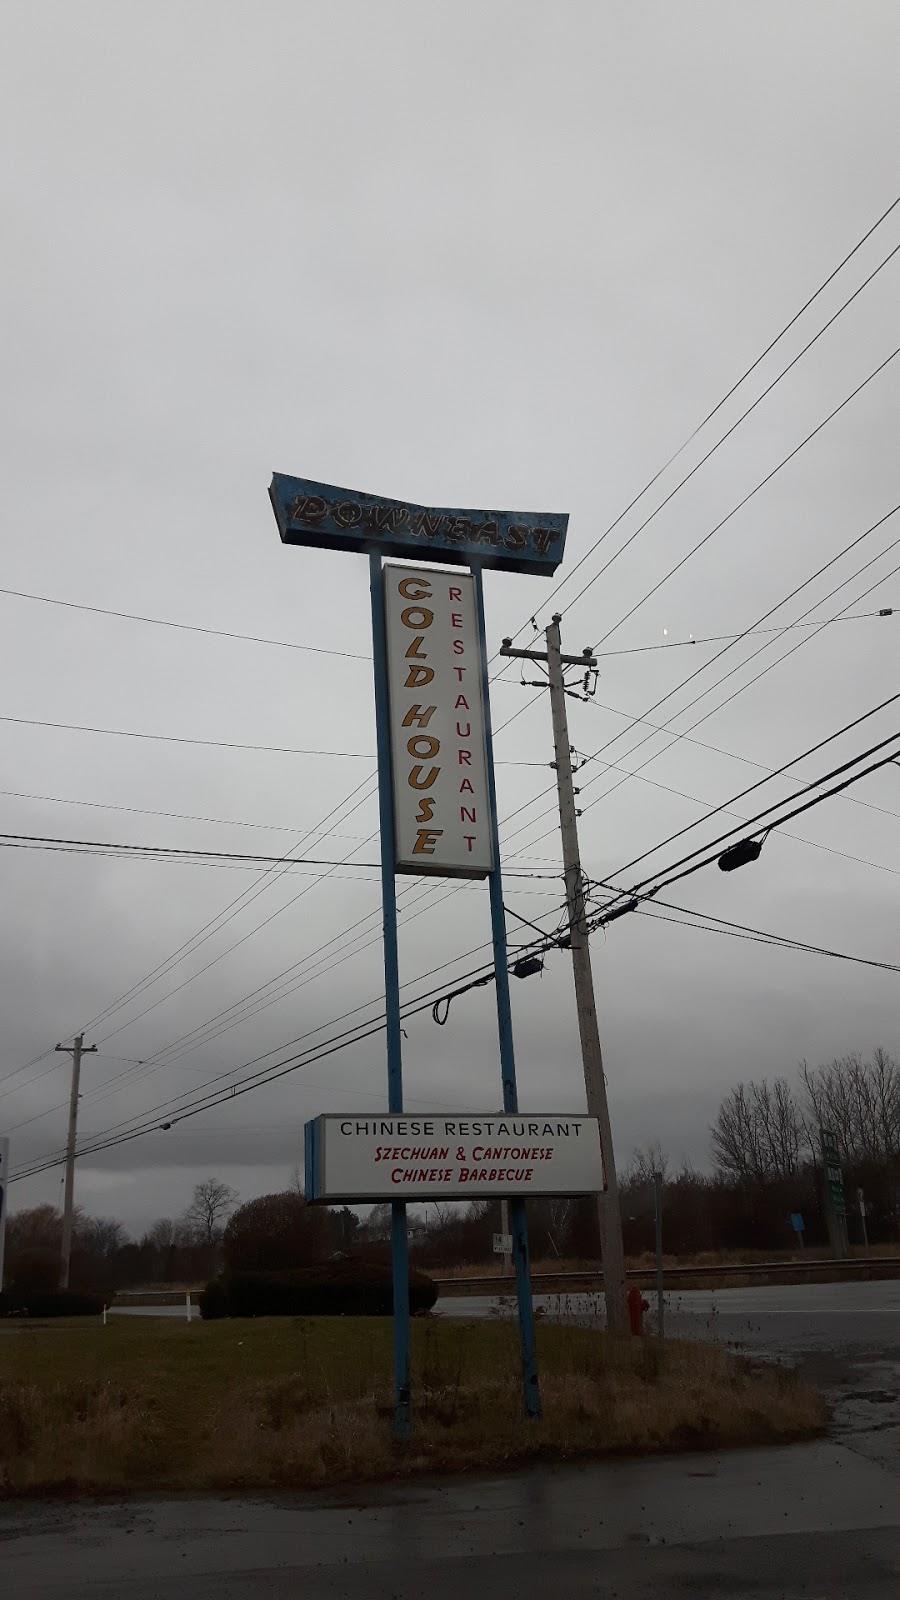 DOWNEAST
GOLD HOUSE
RESTAURANT
CHINESE RESTAURANT
SZECHUAN & CANTONESE
CHINESE BARBECUE